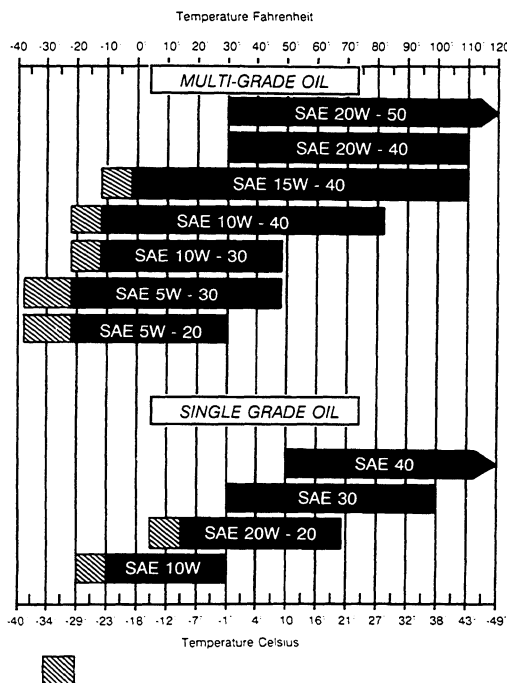 Temperature Fahrenheit
-40 -30 -20 -10 0° 10 20 30° 40 50° 60° 70° 80° 90° 100° 110° 120
MULTI-GRADE OIL
SAE 20W - 50
SAE 20W - 40
SAE 15W - 40
SAE 10W - 40
SAE 10W - 30
SAE 5W - 30
SAE 5W - 20
SINGLE GRADE OIL
SAE 40
SAE 30
SAE 20W - 20
SAE 10W
-40 -34 -29 -23 -18 -12 -7 -1 4 10 16 21 27 32 38 43 -49
Temperature Celsius